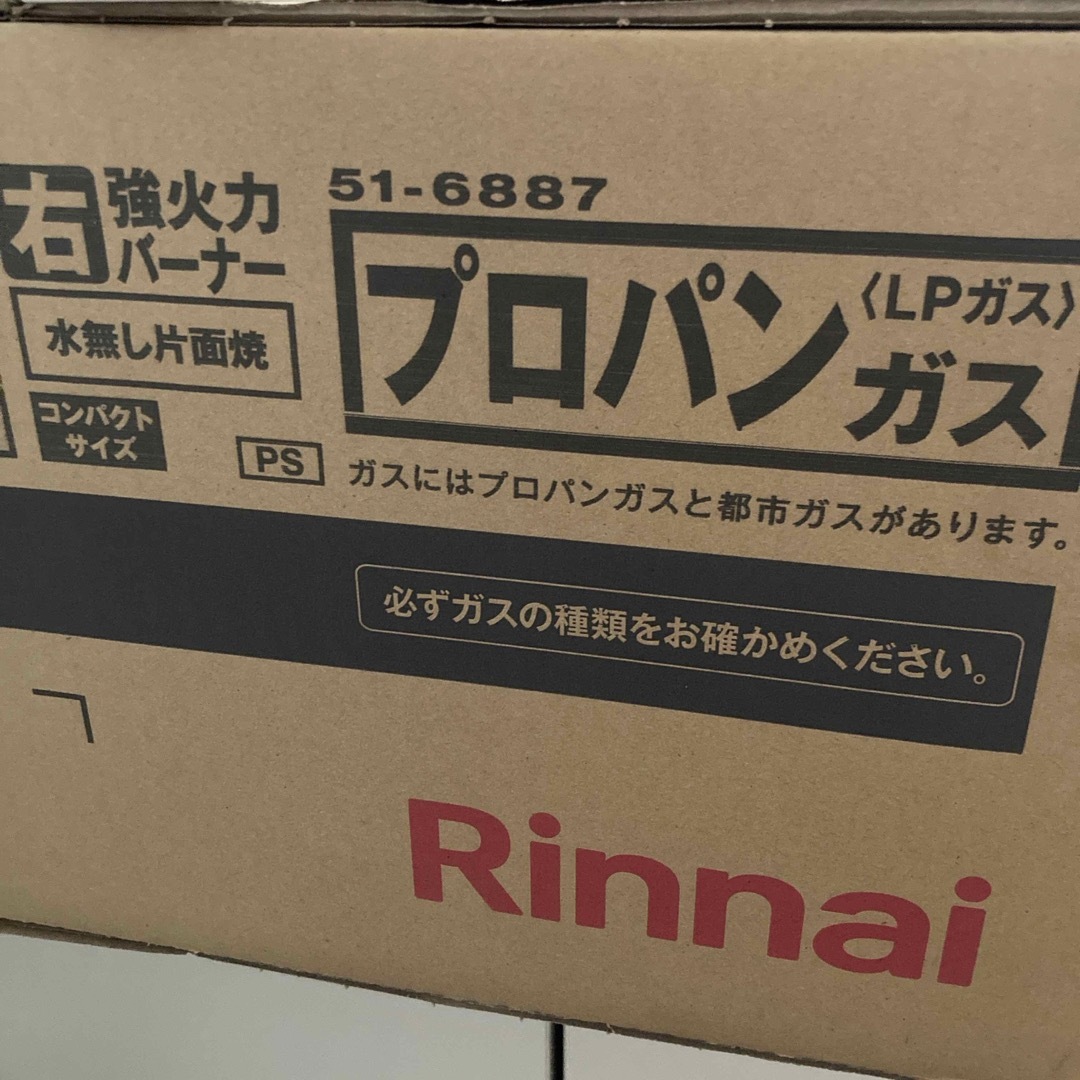 右
強火力
バーナー
水無し片面焼
コンパクト
サイズ
PS
51-6887
プロパン
〈LPガス〉
ガス
ガスにはプロパンガスと都市ガスがあります。
必ずガスの種類をお確かめください。
Rinnai